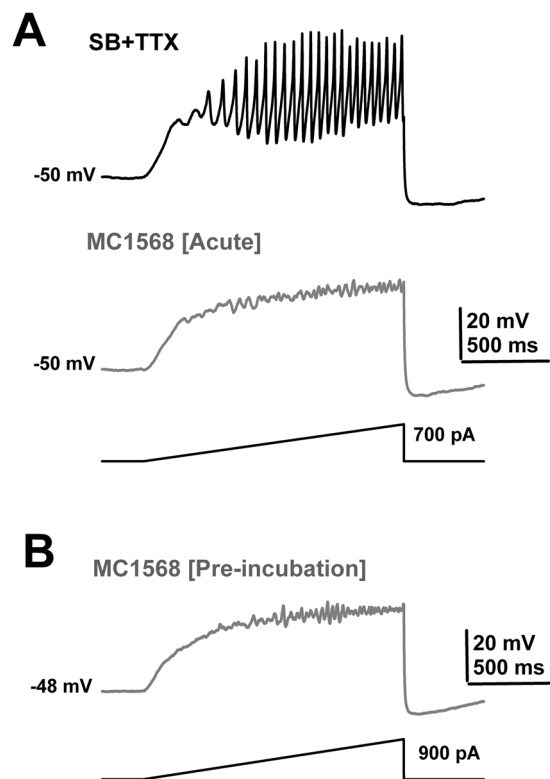 A
SB+TTX
-50 mV
MC1568 [Acute]
-50 mV
20 mV
500 ms
700 pA
B
MC1568 [Pre-incubation]
-48 mV
20 mV
500 ms
900 pA